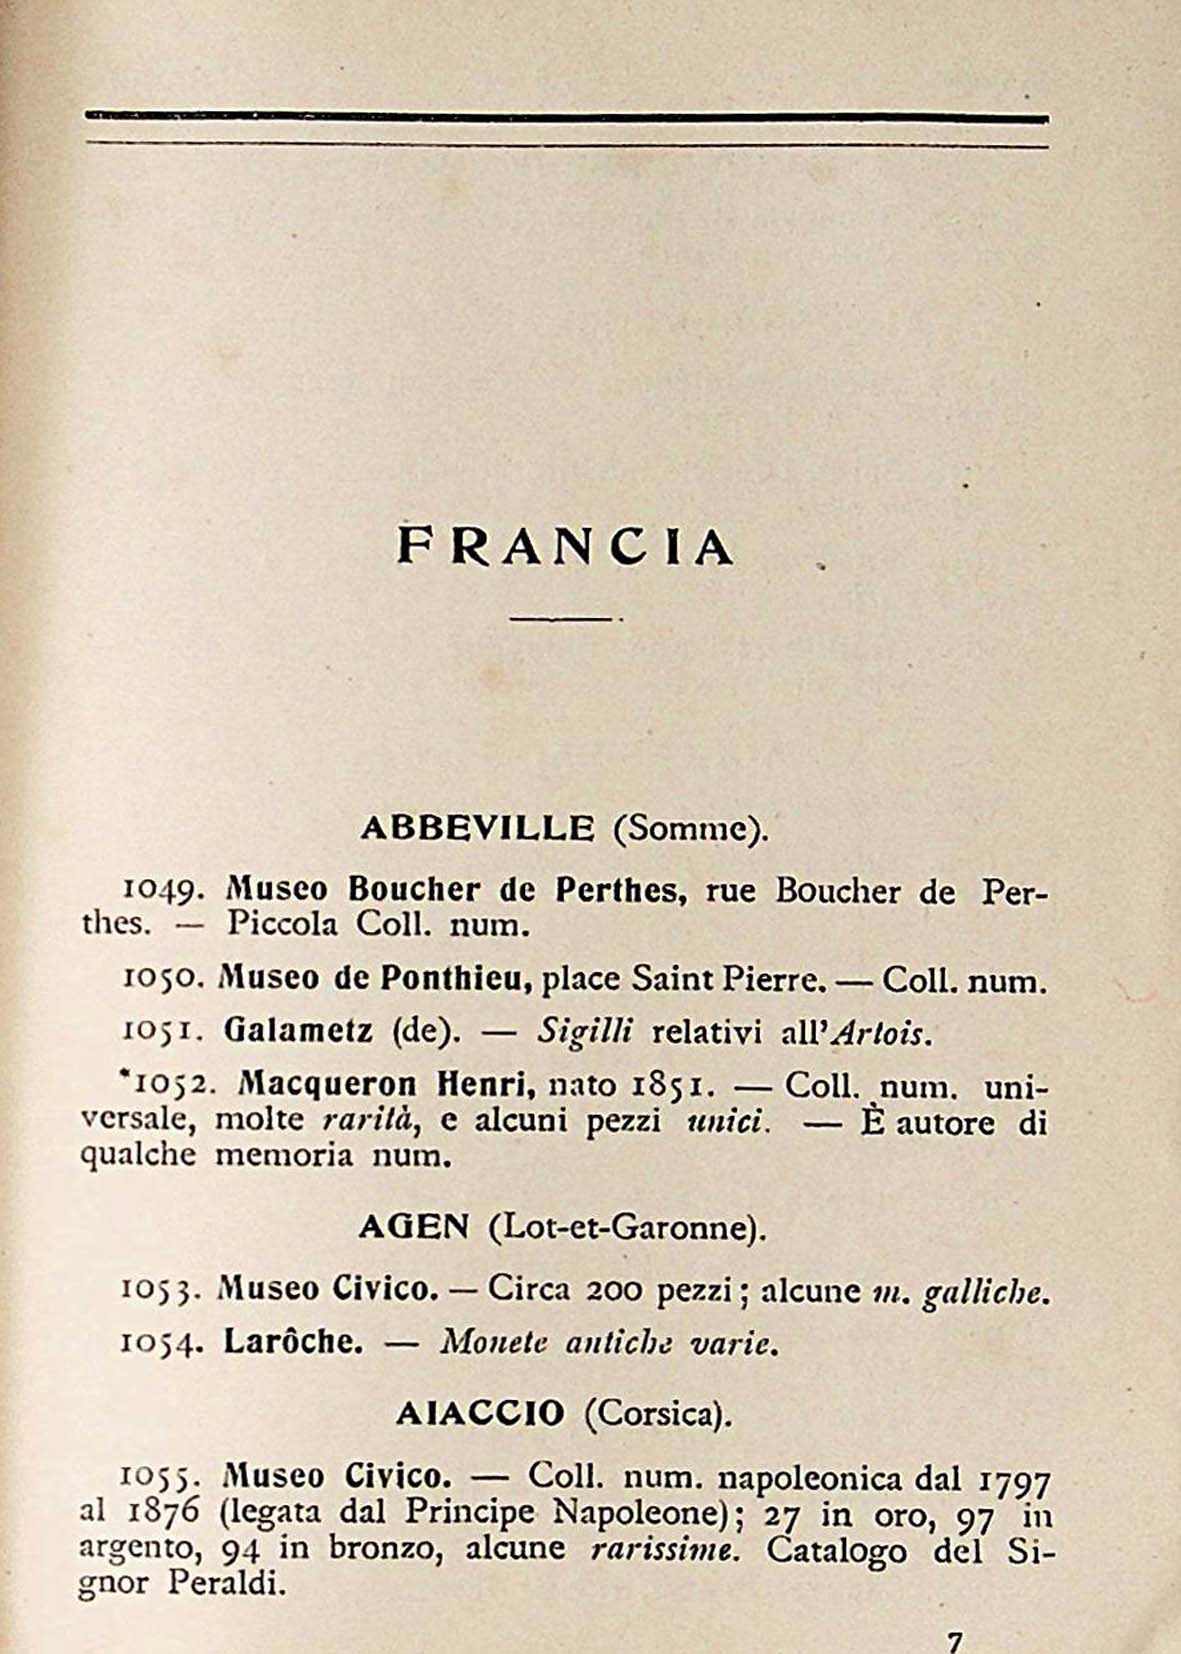 FRANCIA
ABBEVILLE (Somme).
1049. Museo Boucher de Perthes, rue Boucher de Per-
thes. — Piccola Coll. num.
1050. Museo de Ponthieu, place Saint Pierre. — Coll. num.
1051. Galametz (de). — Sigilli relativi all'Artois.
*1052. Macqueron Henri, nato 1851. — Coll. num. uni-
versale, molte rarità, e alcuni pezzi unici. — È autore di
qualche memoria num.
AGEN (Lot-et-Garonne).
1053. Museo Civico. — Circa 200 pezzi; alcune m. galliche.
1054. Larôche. — Monete antiche varie.
AIACCIO (Corsica).
1055. Museo Civico. — Coll. num. napoleonica dal 1797
al 1876 (legata dal Principe Napoleone); 27 in oro, 97 in
argento, 94 in bronzo, alcune rarissime. Catalogo del Si-
gnor Peraldi.
7